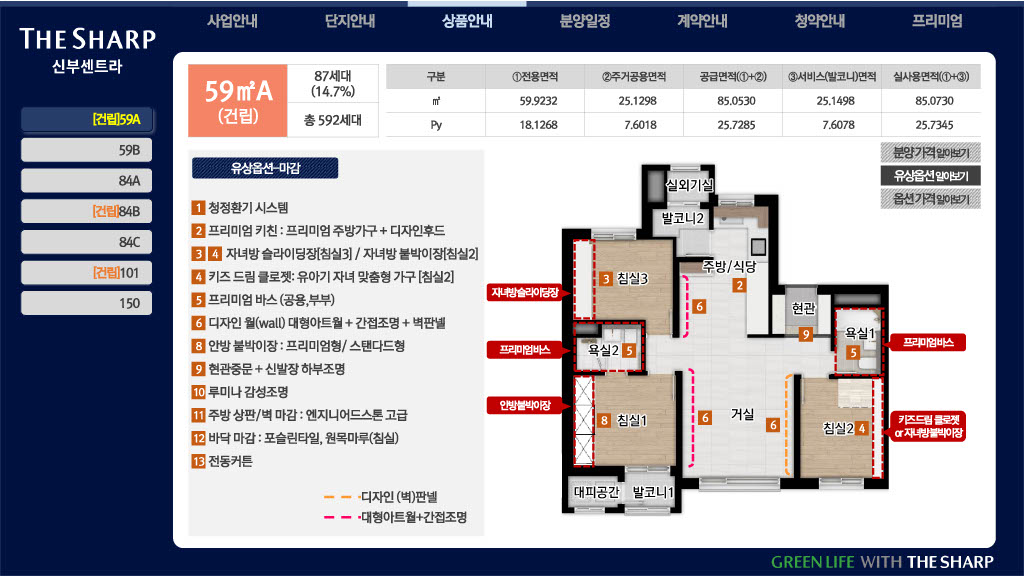 사업안내 단지안내 상품안내 분양일정 계약안내 청약안내 프리미엄
THE SHARP
신부센트라
[건립]59A
59B
84A
[건립]84B
84C
[건립]101
150
59㎡A
(건립)
87세대
(14.7%)
총 592세대
구분 ①전용면적 ②주거공용면적 공급면적(①+②) ③서비스(발코니)면적 실사용면적(①+③)
㎡ 59.9232 25.1298 85.0530 25.1498 85.0730
Py 18.1268 7.6018 25.7285 7.6078 25.7345
분양가격 알아보기
유상옵션 알아보기
옵션가격 알아보기
유상옵션-마감
1 청정환기 시스템
2 프리미엄 키친 : 프리미엄 주방가구 + 디자인후드
3 4 자녀방 슬라이딩장[침실3] / 자녀방 붙박이장[침실2]
4 키즈 드림 클로젯: 유아기 자녀 맞춤형 가구 [침실2]
5 프리미엄 바스 (공용,부부)
6 디자인 월(wall) 대형아트월 + 간접조명 + 벽판넬
8 안방 붙박이장 : 프리미엄형/ 스탠다드형
9 현관중문 + 신발장 하부조명
10 루미나 감성조명
11 주방 상판/벽 마감 : 엔지니어드스톤 고급
12 바닥 마감 : 포슬린타일, 원목마루(침실)
13 전동커튼
디자인 (벽)판넬
대형아트월+간접조명
실외기실
발코니2
주방/식당
2
3 침실3
자녀방슬라이딩장
6
현관
9
욕실1
5
프리미엄바스
욕실2 5
프리미엄바스
안방붙박이장
8 침실1
6 거실 6
침실2 4
키즈드림 클로젯
or 자녀방붙박이장
대피공간 발코니1
GREEN LIFE WITH THE SHARP